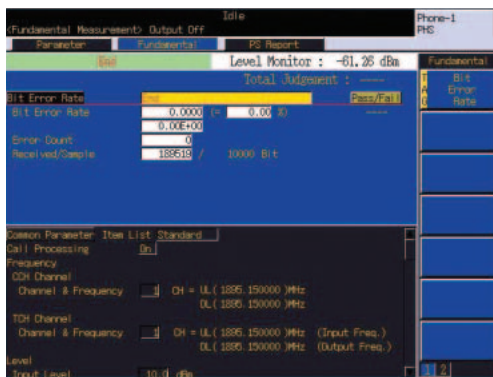 Idle
Phone-1
<Fundamental Measurement> Output Off
PHS
Parameter Fundamental PS Report
End Level Monitor : -61.26 dBm Fundamental
Total Judgement : ----
Bit Error Rate
Bit Error Rate End Pass/Fail
Bit Error Rate 0.0000 (= 0.00 %) ----
0.00E+00
Error Count 0
Received/Sample 189519 / 10000 Bit
Common Parameter Item List Standard
Call Processing On
Frequency
CCH Channel
Channel & Frequency 1 CH = UL( 1895.150000 )MHz
DL( 1895.150000 )MHz
TCH Channel
Channel & Frequency 1 CH = UL( 1895.150000 )MHz (Input Freq.)
DL( 1895.150000 )MHz (Output Freq.)
Level
Input Level 10.0 dBm
1 2